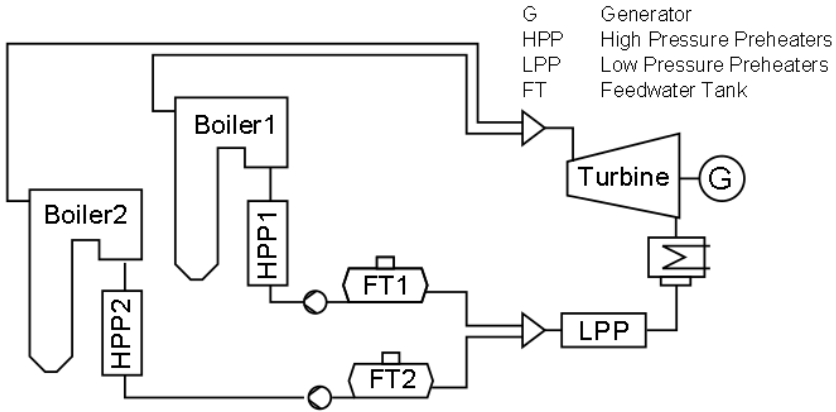 G Generator
HPP High Pressure Preheaters
LPP Low Pressure Preheaters
FT Feedwater Tank
Boiler1
Turbine
G
Boiler2
HPP1
FT1
HPP2
LPP
FT2